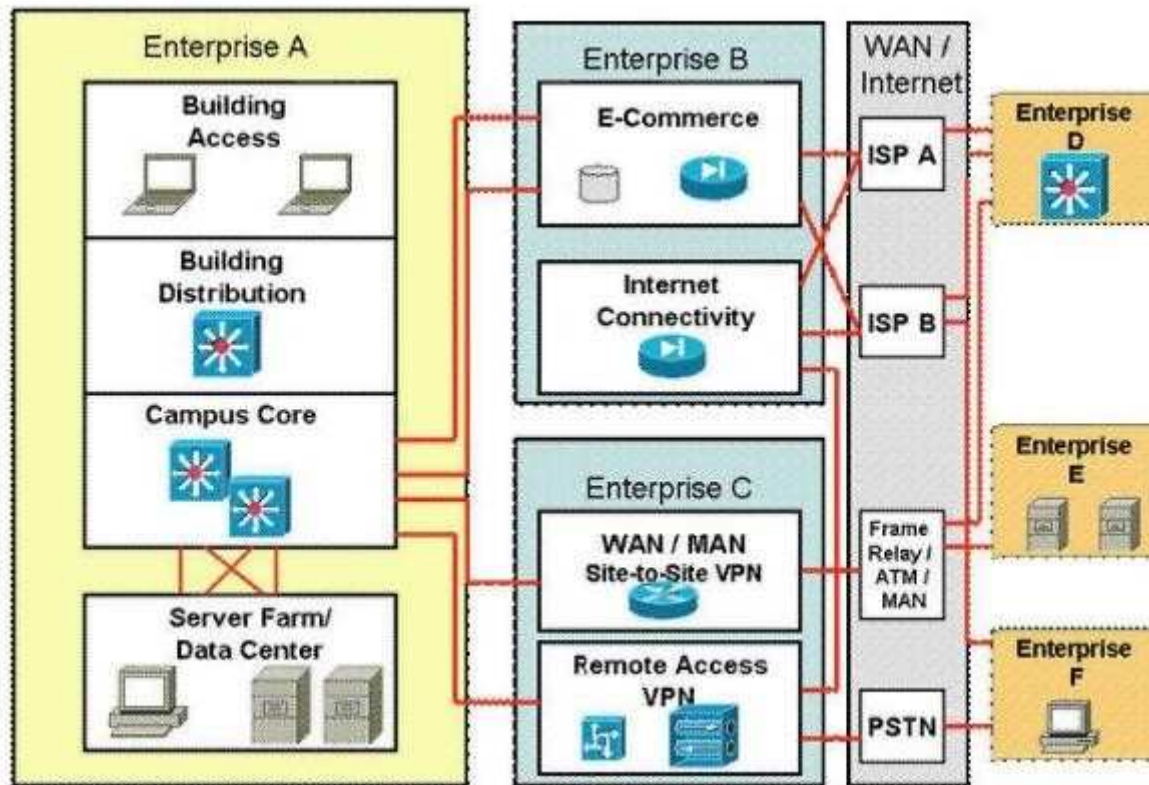 Enterprise A
Building
Access
Building
Distribution
Campus Core
Server Farm/
Data Center
Enterprise B
E-Commerce
Internet
Connectivity
Enterprise C
WAN / MAN
Site-to-Site VPN
Remote Access
VPN
WAN /
Internet
ISP A
ISP B
Frame
Relay /
ATM /
MAN
PSTN
Enterprise
D
Enterprise
E
Enterprise
F